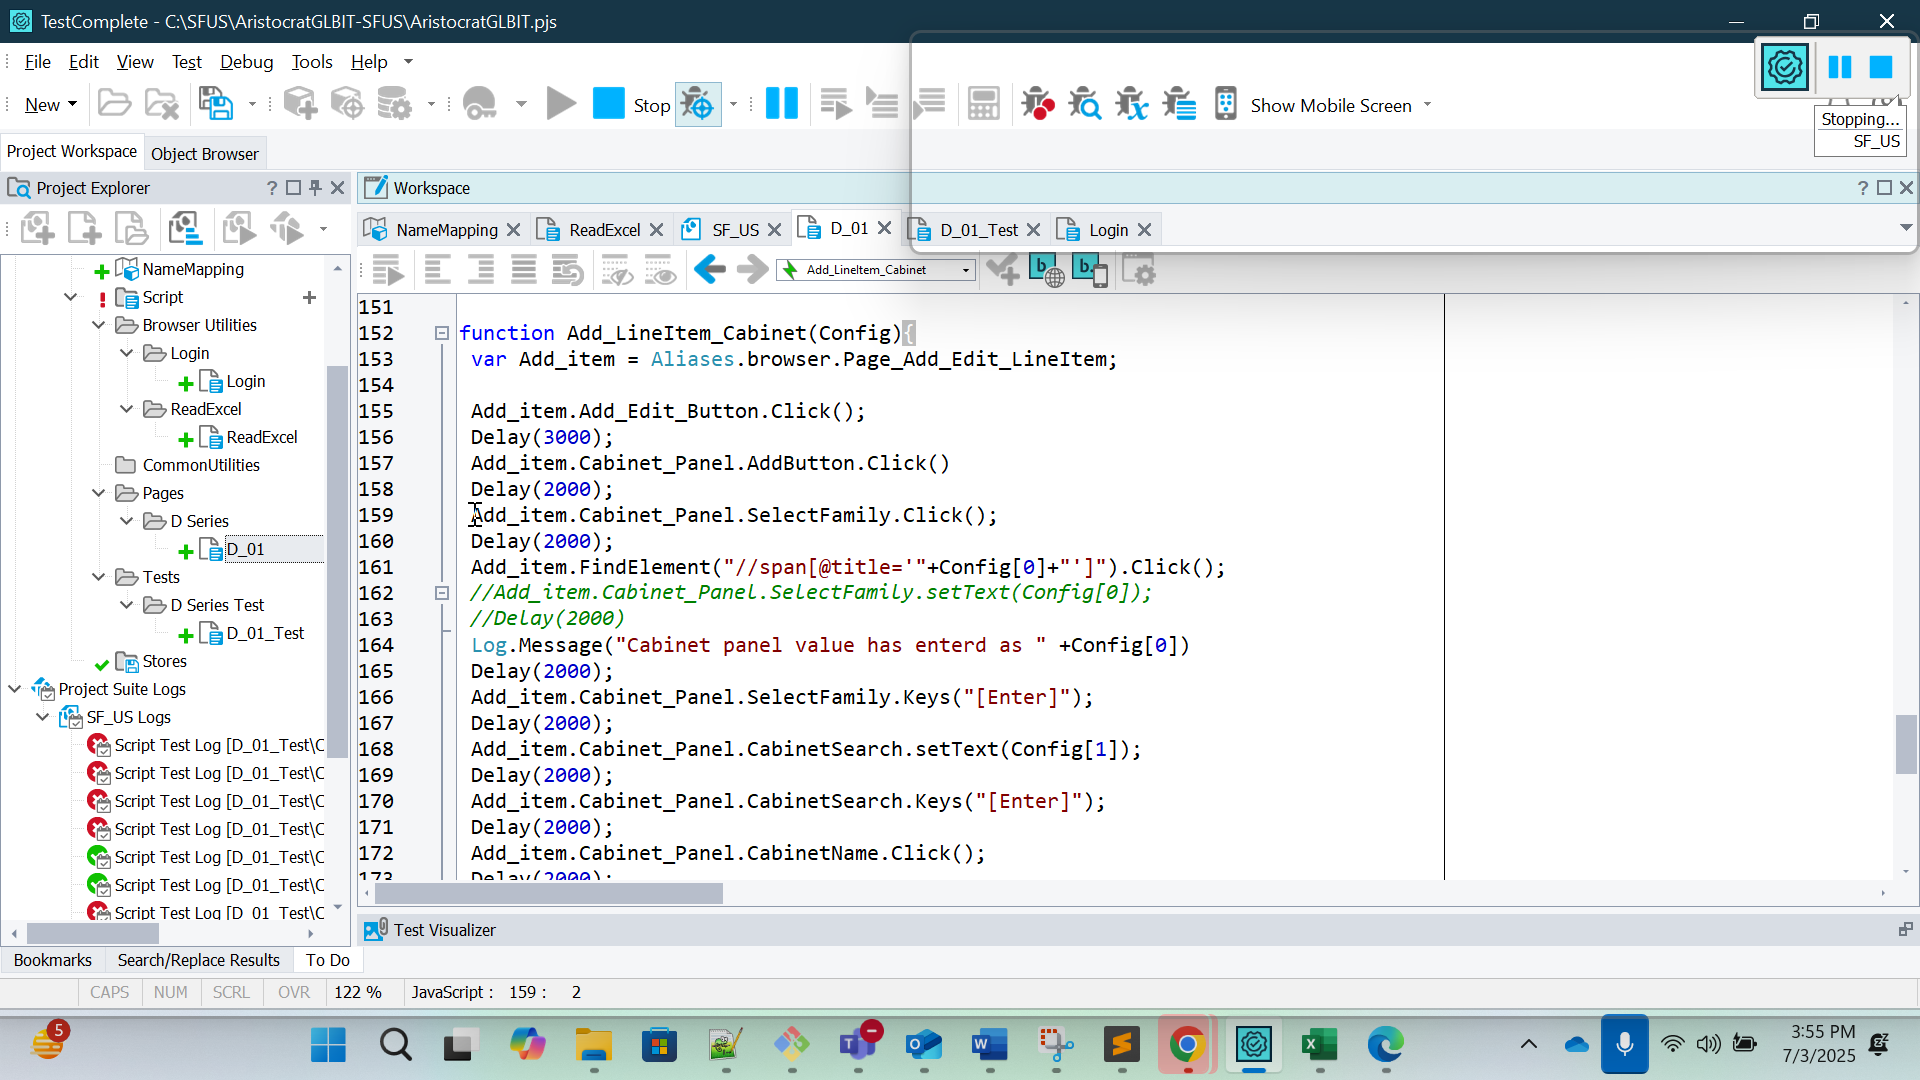 TestComplete - C:\SFUS\AristocratGLBIT-SFUS\AristocratGLBIT.pjs
File Edit View Test Debug Tools Help
New Stop Show Mobile Screen
Stopping...
SF_US
Project Workspace Object Browser
Project Explorer
Workspace
NameMapping ReadExcel SF_US D_01 D_01_Test Login
Add_LineItem_Cabinet
NameMapping
Script
Browser Utilities
Login
Login
ReadExcel
ReadExcel
CommonUtilities
Pages
D Series
D_01
Tests
D Series Test
D_01_Test
Stores
Project Suite Logs
SF_US Logs
Script Test Log [D_01_Test\C
Script Test Log [D_01_Test\C
Script Test Log [D_01_Test\C
Script Test Log [D_01_Test\C
Script Test Log [D_01_Test\C
Script Test Log [D_01_Test\C
Script Test Log [D_01_Test\C
151
152 function Add_LineItem_Cabinet(Config){
153 var Add_item = Aliases.browser.Page_Add_Edit_LineItem;
154
155 Add_item.Add_Edit_Button.Click();
156 Delay(3000);
157 Add_item.Cabinet_Panel.AddButton.Click()
158 Delay(2000);
159 Add_item.Cabinet_Panel.SelectFamily.Click();
160 Delay(2000);
161 Add_item.FindElement("//span[@title='"+Config[0]+"']").Click();
162 //Add_item.Cabinet_Panel.SelectFamily.setText(Config[0]);
163 //Delay(2000)
164 Log.Message("Cabinet panel value has enterd as " +Config[0])
165 Delay(2000);
166 Add_item.Cabinet_Panel.SelectFamily.Keys("[Enter]");
167 Delay(2000);
168 Add_item.Cabinet_Panel.CabinetSearch.setText(Config[1]);
169 Delay(2000);
170 Add_item.Cabinet_Panel.CabinetSearch.Keys("[Enter]");
171 Delay(2000);
172 Add_item.Cabinet_Panel.CabinetName.Click();
173 Delay(2000);
Test Visualizer
Bookmarks Search/Replace Results To Do
CAPS NUM SCRL OVR 122 % JavaScript : 159 : 2
5
3:55 PM
7/3/2025